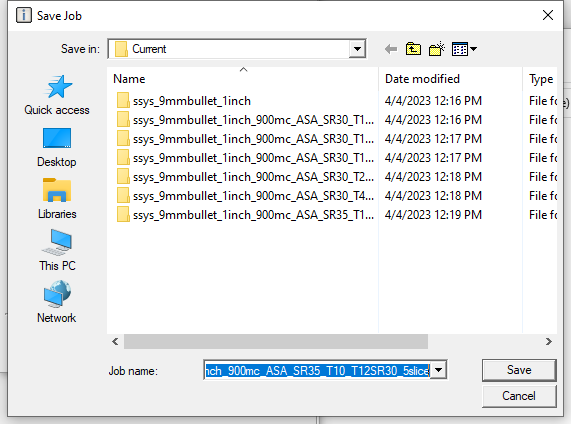 Save Job
Save in: Current
Name Date modified Type
ssys_9mmbullet_1inch 4/4/2023 12:16 PM File fo
ssys_9mmbullet_1inch_900mc_ASA_SR30_T1... 4/4/2023 12:16 PM File fo
ssys_9mmbullet_1inch_900mc_ASA_SR30_T1... 4/4/2023 12:17 PM File fo
ssys_9mmbullet_1inch_900mc_ASA_SR30_T1... 4/4/2023 12:17 PM File fo
ssys_9mmbullet_1inch_900mc_ASA_SR30_T2... 4/4/2023 12:18 PM File fo
ssys_9mmbullet_1inch_900mc_ASA_SR30_T4... 4/4/2023 12:18 PM File fo
ssys_9mmbullet_1inch_900mc_ASA_SR35_T1... 4/4/2023 12:19 PM File fo
Quick access
Desktop
Libraries
This PC
Network
Job name: nch_900mc_ASA_SR35_T10_T12SR30_5slice Save
Cancel